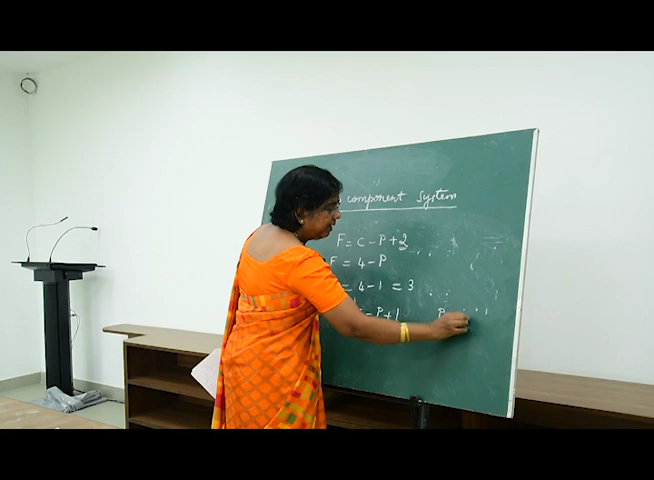 component system
F = C - P + 2
F = 4 - P
= 4 - 1 = 3
- P + 1 P